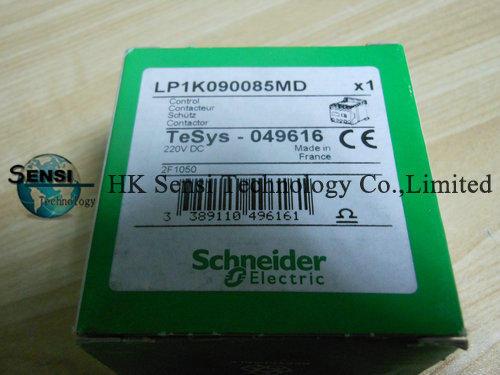 LP1K090085MD x1
Control
Contacteur
Schütz
Contactor
TeSys - 049616 CE
220V DC
Made in
France
2F1050
SENSI
Technology
HK Sensi Technology Co.,Limited
3 389110 496161
Schneider
Electric